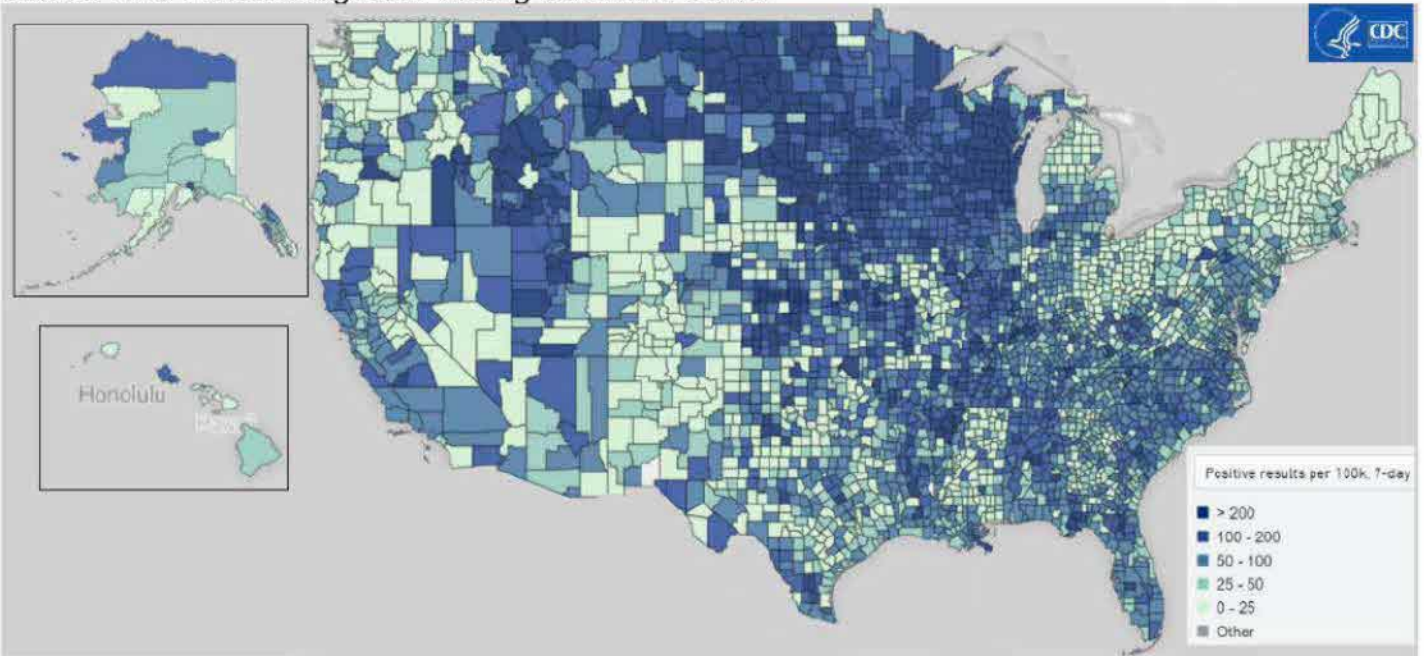 CDC
Honolulu
Positive results per 100k, 7-day
> 200
100 - 200
50 - 100
25 - 50
0 - 25
Other